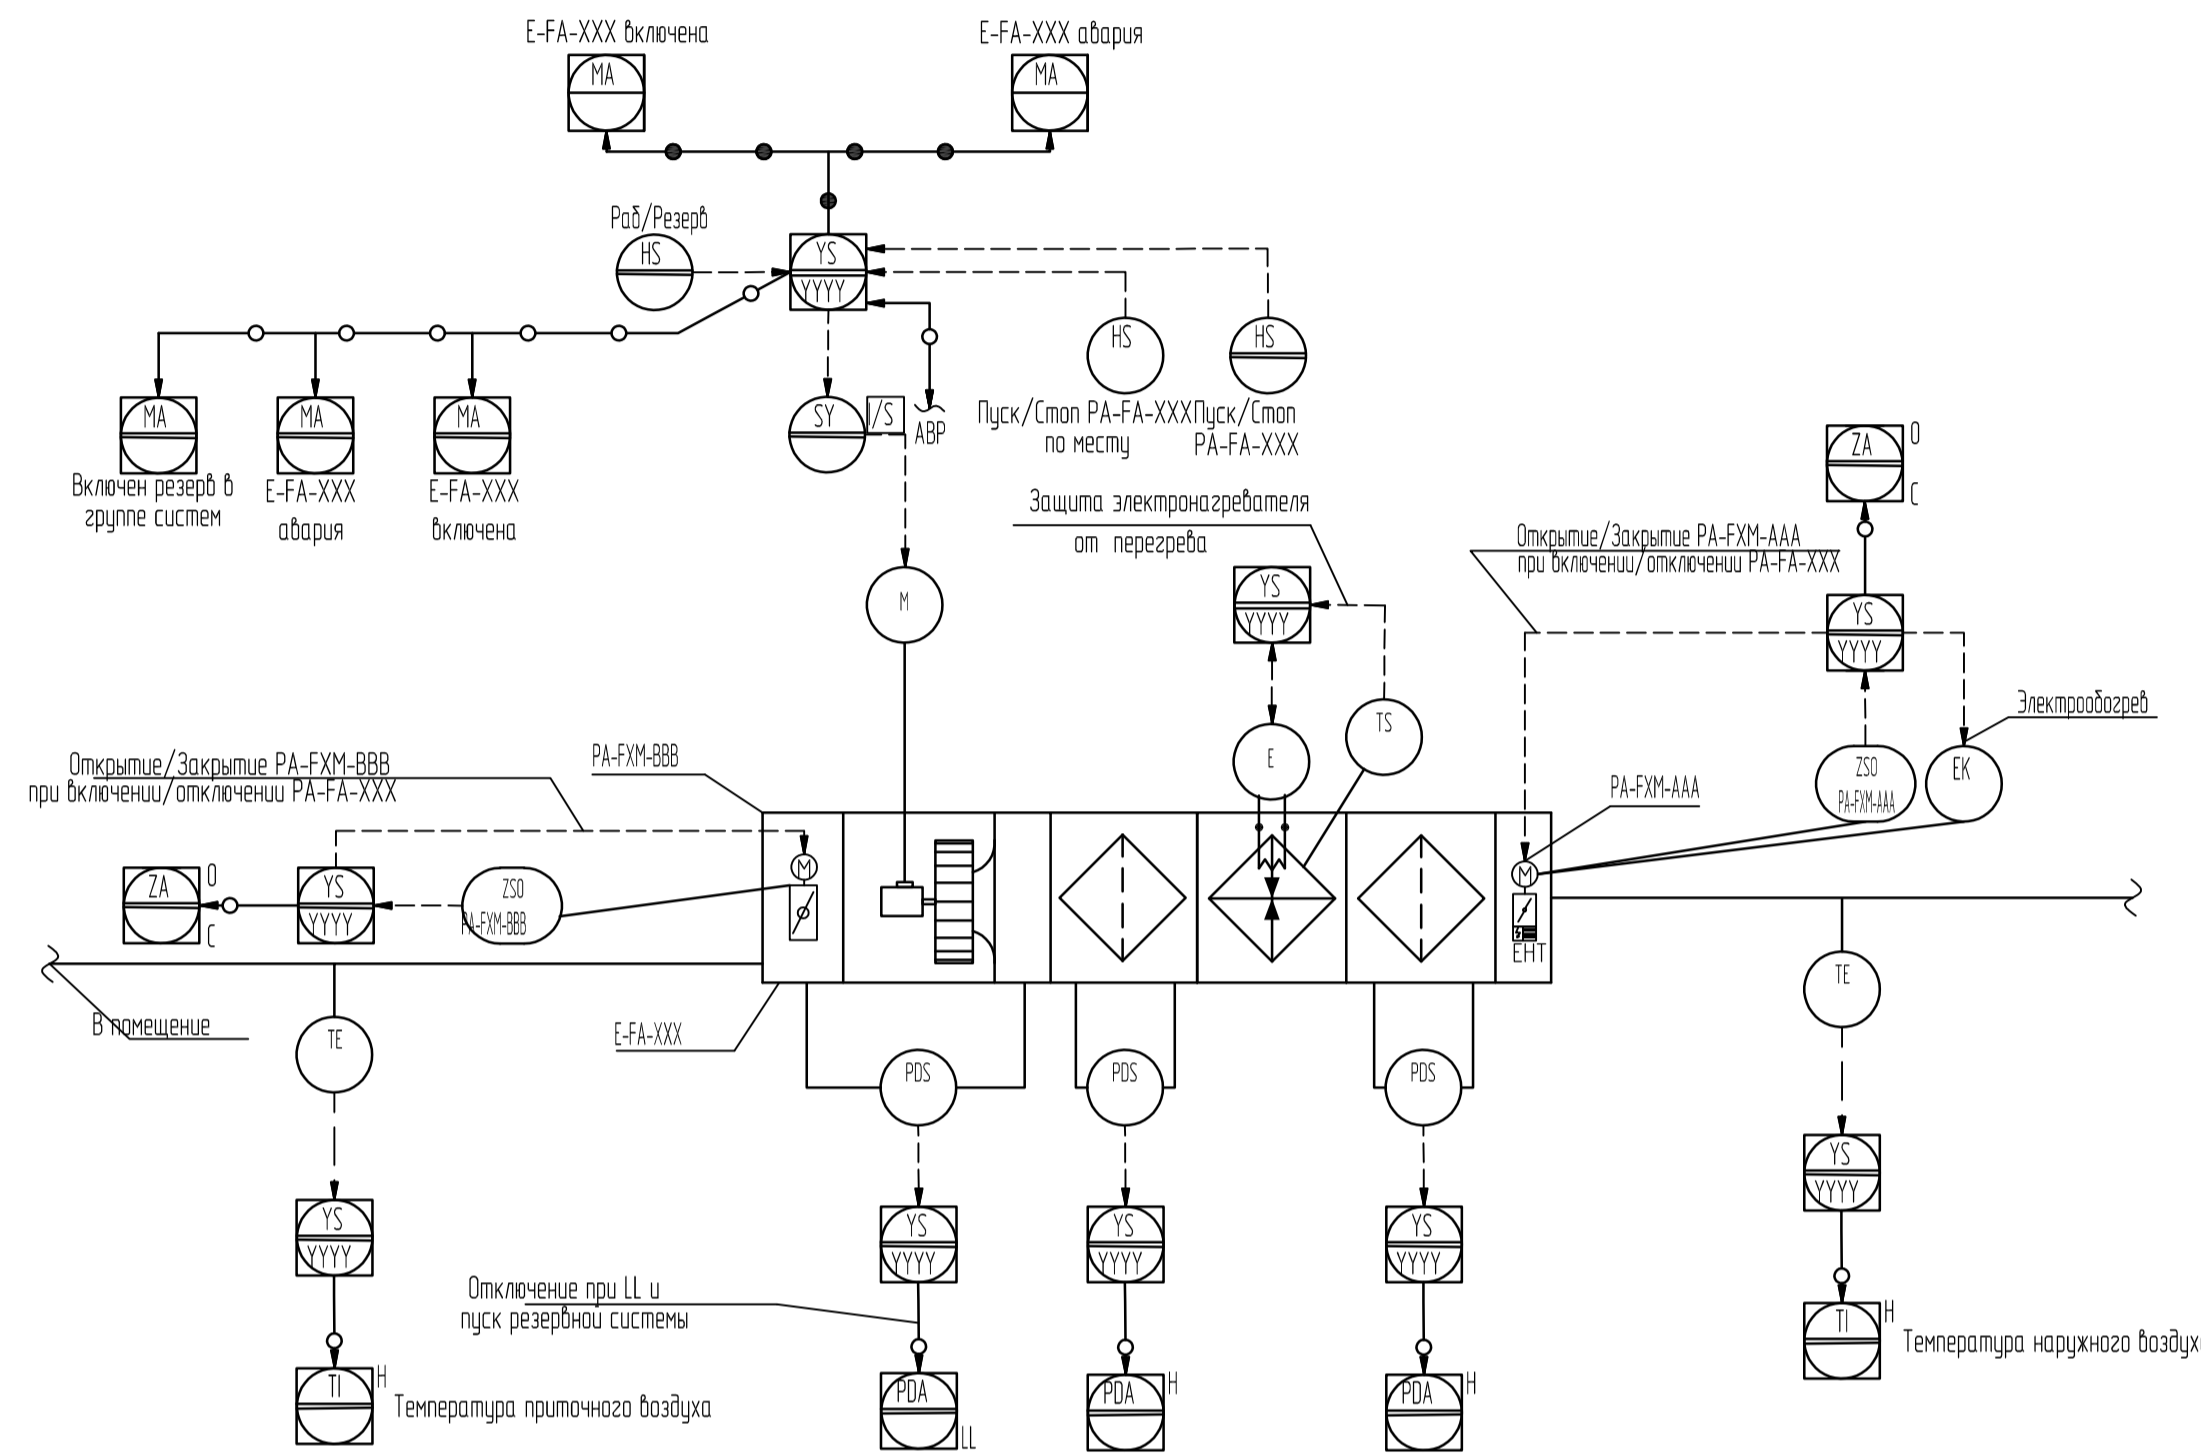 E-FA-XXX включена
E-FA-XXX авария
MA
MA
Раб/Резерв
HS
YS
YYYY
HS
HS
MA
MA
MA
SY
I/S
АВР
Пуск/Стоп PA-FA-XXX
по месту
Пуск/Стоп
PA-FA-XXX
Включен резерв в
группе систем
E-FA-XXX
авария
E-FA-XXX
включена
ZA
O
C
Защита электронагревателя
от перегрева
Открытие/Закрытие PA-FXM-AAA
при включении/отключении PA-FA-XXX
M
YS
YYYY
YS
YYYY
Электрообогрев
TS
E
ZSO
PA-FXM-AAA
EK
Открытие/Закрытие PA-FXM-BBB
при включении/отключении PA-FA-XXX
PA-FXM-BBB
PA-FXM-AAA
M
M
ZA
O
C
YS
YYYY
ZSO
PA-FXM-BBB
EHT
В помещение
E-FA-XXX
TE
TE
PDS
PDS
PDS
YS
YYYY
YS
YYYY
YS
YYYY
YS
YYYY
YS
YYYY
Отключение при LL и
пуск резервной системы
TI
H
Температура наружного воздуха
TI
H
Температура приточного воздуха
PDA
LL
PDA
H
PDA
H